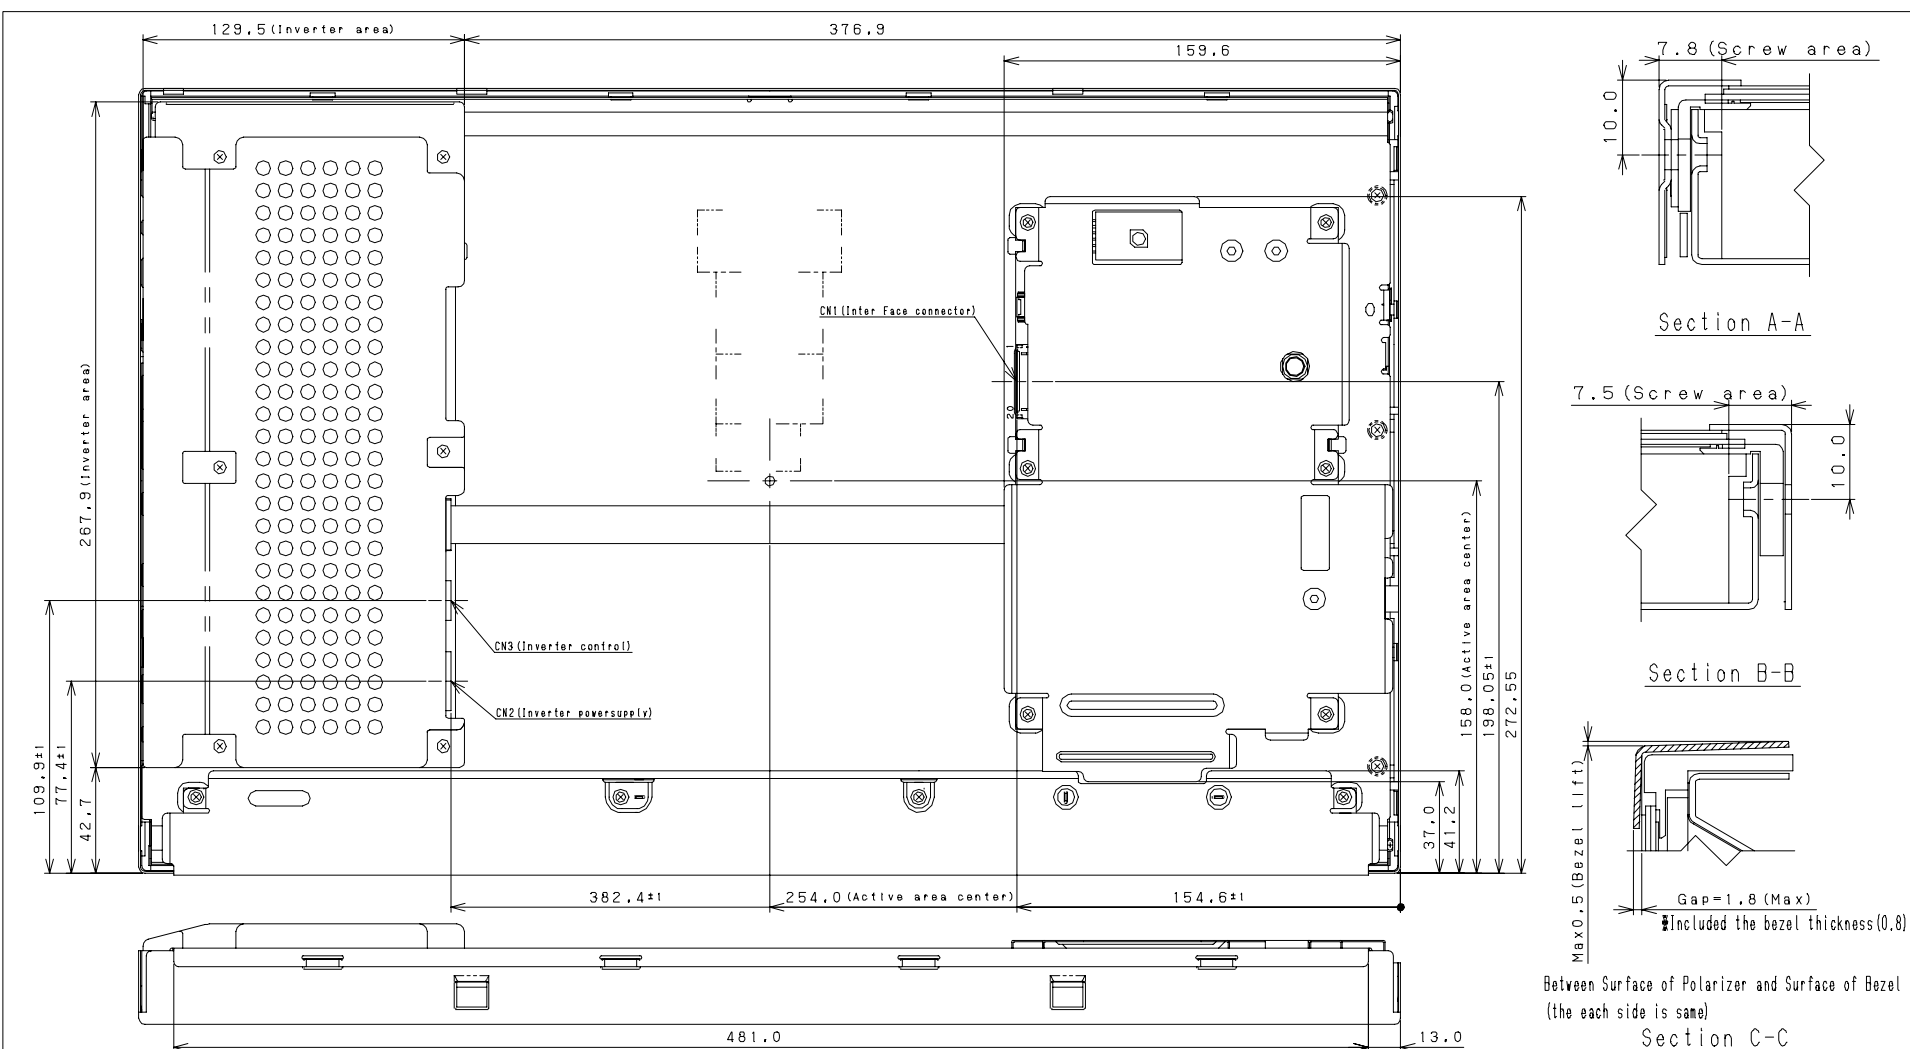 129.5(Inverter area)
376.9
159.6
7.8(Screw area)
10.0
Section A-A
CN1(Inter Face connector)
1
20
267.9(Inverter area)
7.5(Screw area)
10.0
Section B-B
CN3(Inverter control)
CN2(Inverter powersupply)
109.9±1
77.4±1
42.7
37.0
41.2
158.0(Active area center)
198.05±1
272.55
382.4±1
254.0(Active area center)
154.6±1
Max0.5(Bezel lift)
Gap=1.8(Max)
※Included the bezel thickness(0.8)
Between Surface of Polarizer and Surface of Bezel
(the each side is same)
Section C-C
481.0
13.0